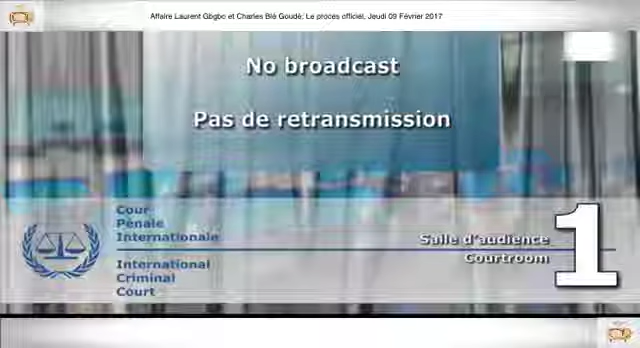 Affaire Laurent Gbgbo et Charles Blé Goudé; Le procès officiel, Jeudi 09 Février 2017
No broadcast
Pas de retransmission
Cour
Pénale
Internationale
International
Criminal
Court
Salle d'audience
Courtroom
1